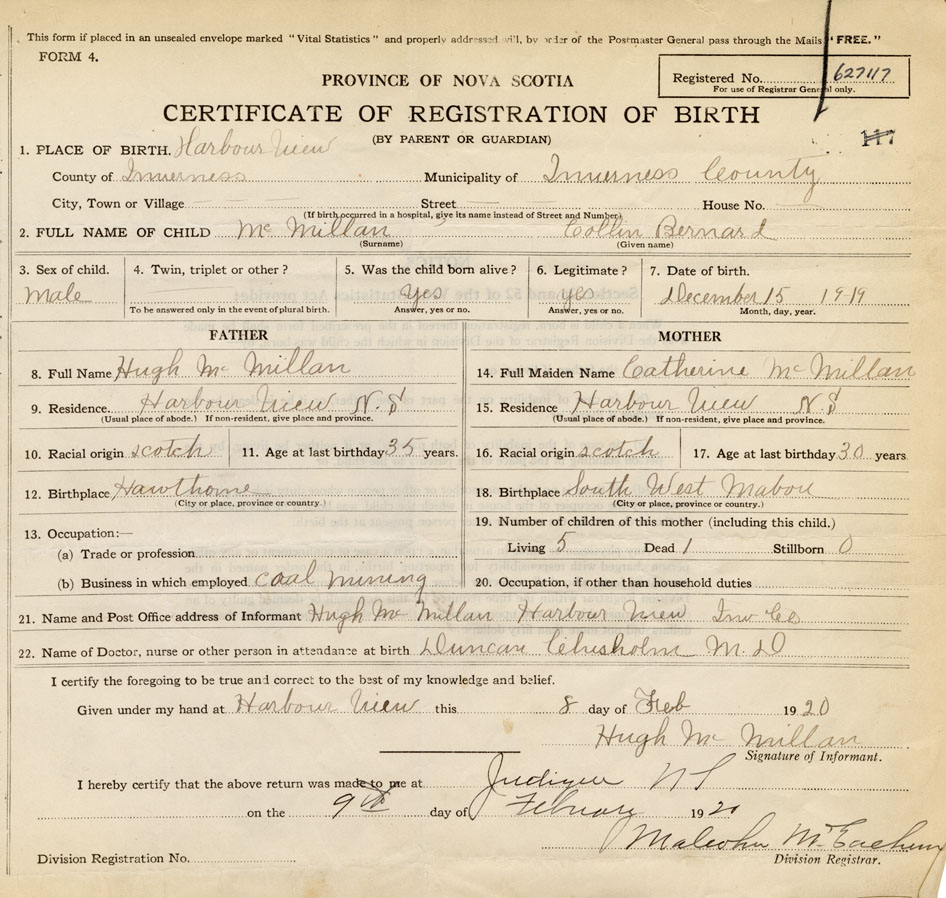 This form if placed in an unsealed envelope marked "Vital Statistics" and properly addressed will, by order of the Postmaster General pass through the Mails "FREE."
FORM 4.
PROVINCE OF NOVA SCOTIA
Registered No. 627117
For use of Registrar General only.
CERTIFICATE OF REGISTRATION OF BIRTH
(BY PARENT OR GUARDIAN)
117
1. PLACE OF BIRTH. Harbour View
County of Inverness Municipality of Inverness County
City, Town or Village Street House No.
(If birth occurred in a hospital, give its name instead of Street and Number)
2. FULL NAME OF CHILD McMillan Collin Bernard
(Surname) (Given name)
3. Sex of child. 4. Twin, triplet or other? 5. Was the child born alive? 6. Legitimate? 7. Date of birth.
Male Yes yes December 15 1919
To be answered only in the event of plural birth. Answer, yes or no. Answer, yes or no. Month, day, year.
FATHER MOTHER
8. Full Name Hugh McMillan 14. Full Maiden Name Catherine McMillan
9. Residence. Harbour View N.S 15. Residence Harbour View N.S
(Usual place of abode.) If non-resident, give place and province. (Usual place of abode.) If non-resident, give place and province.
10. Racial origin scotch 11. Age at last birthday 35 years. 16. Racial origin scotch 17. Age at last birthday 30 years
12. Birthplace Hawthorne 18. Birthplace South West Mabou
(City or place, province or country.) (City or place, province or country.)
13. Occupation:— 19. Number of children of this mother (including this child.)
(a) Trade or profession Living 5 Dead 1 Stillborn 0
(b) Business in which employed coal mining 20. Occupation, if other than household duties
21. Name and Post Office address of Informant Hugh McMillan Harbour View Inv Co
22. Name of Doctor, nurse or other person in attendance at birth Duncan Chisholm M.D
I certify the foregoing to be true and correct to the best of my knowledge and belief.
Given under my hand at Harbour View this 8 day of Feb 1920
Hugh McMillan
Signature of Informant.
I hereby certify that the above return was made to me at Judique NS
on the 9th day of February 1920
Malcolm McEachern
Division Registration No. Division Registrar.